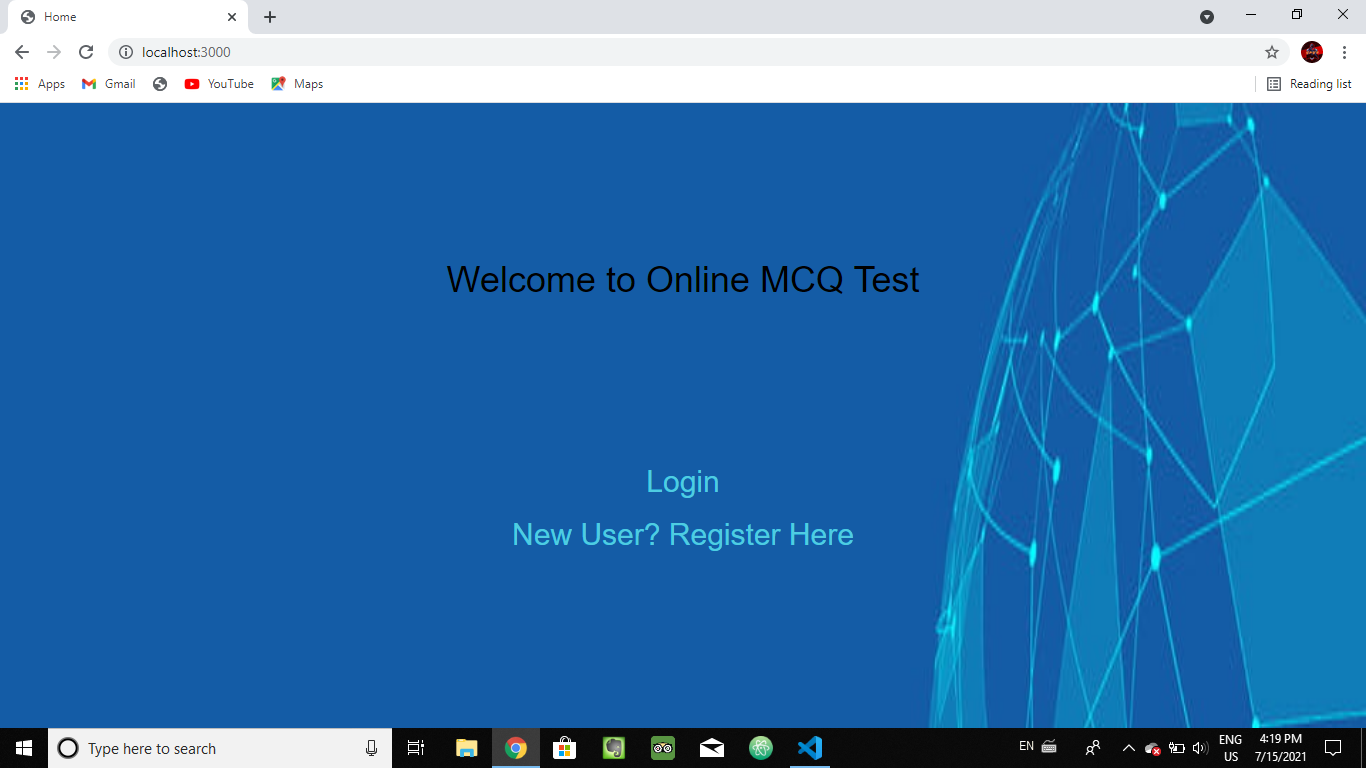 Home
localhost:3000
Apps
Gmail
YouTube
Maps
Reading list
Welcome to Online MCQ Test
Login
New User? Register Here
Type here to search
EN
ENG
US
4:19 PM
7/15/2021